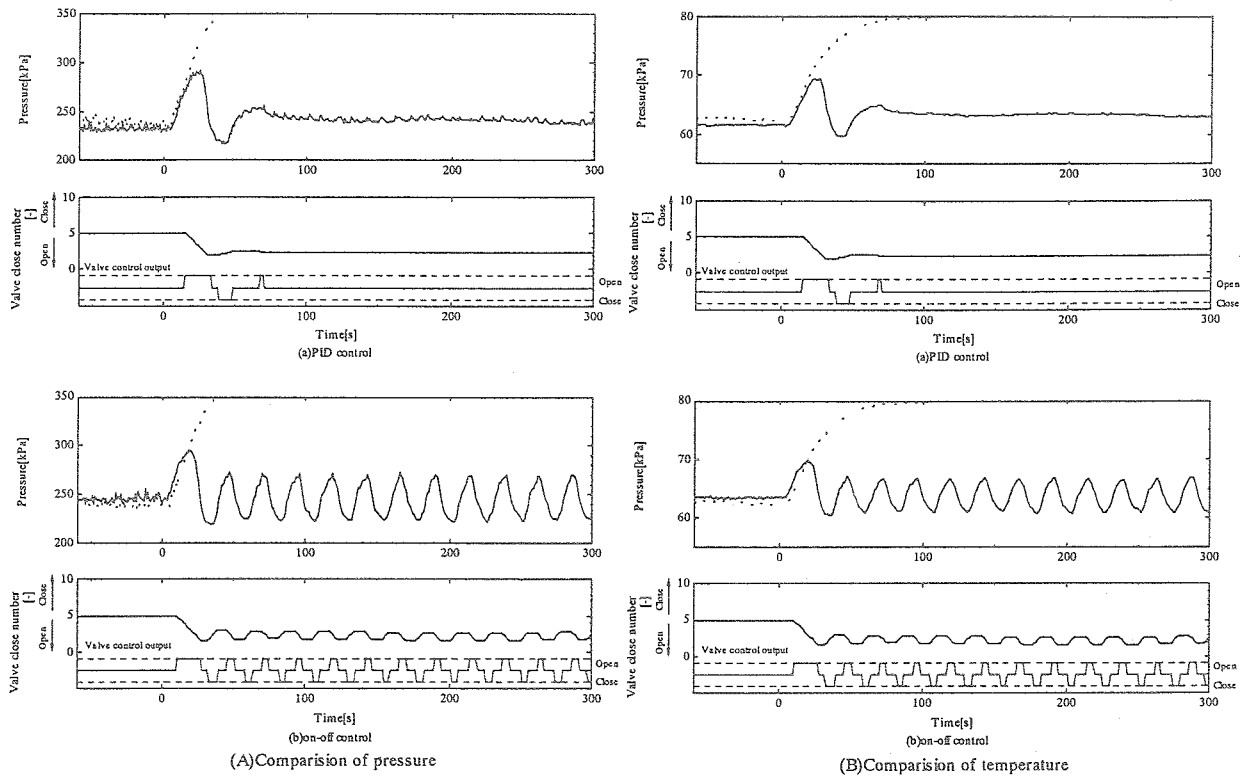 350
300
250
200
Pressure[kPa]
0
100
200
300
10
5
0
Valve close number
[-]
Open
Close
Valve control output
Open
Close
0
100
200
300
Time[s]
(a)PID control
350
300
250
200
Pressure[kPa]
0
100
200
300
10
5
0
Valve close number
[-]
Open
Close
Valve control output
Open
Close
0
100
200
300
Time[s]
(b)on-off control
(A)Comparision of pressure
80
70
60
Pressure[kPa]
0
100
200
300
10
5
0
Valve close number
[-]
Open
Close
Valve control output
Open
Close
0
100
200
300
Time[s]
(a)PID control
80
70
60
Pressure[kPa]
0
100
200
300
10
5
0
Valve close number
[-]
Open
Close
Valve control output
Open
Close
0
100
200
300
Time[s]
(b)on-off control
(B)Comparision of temperature